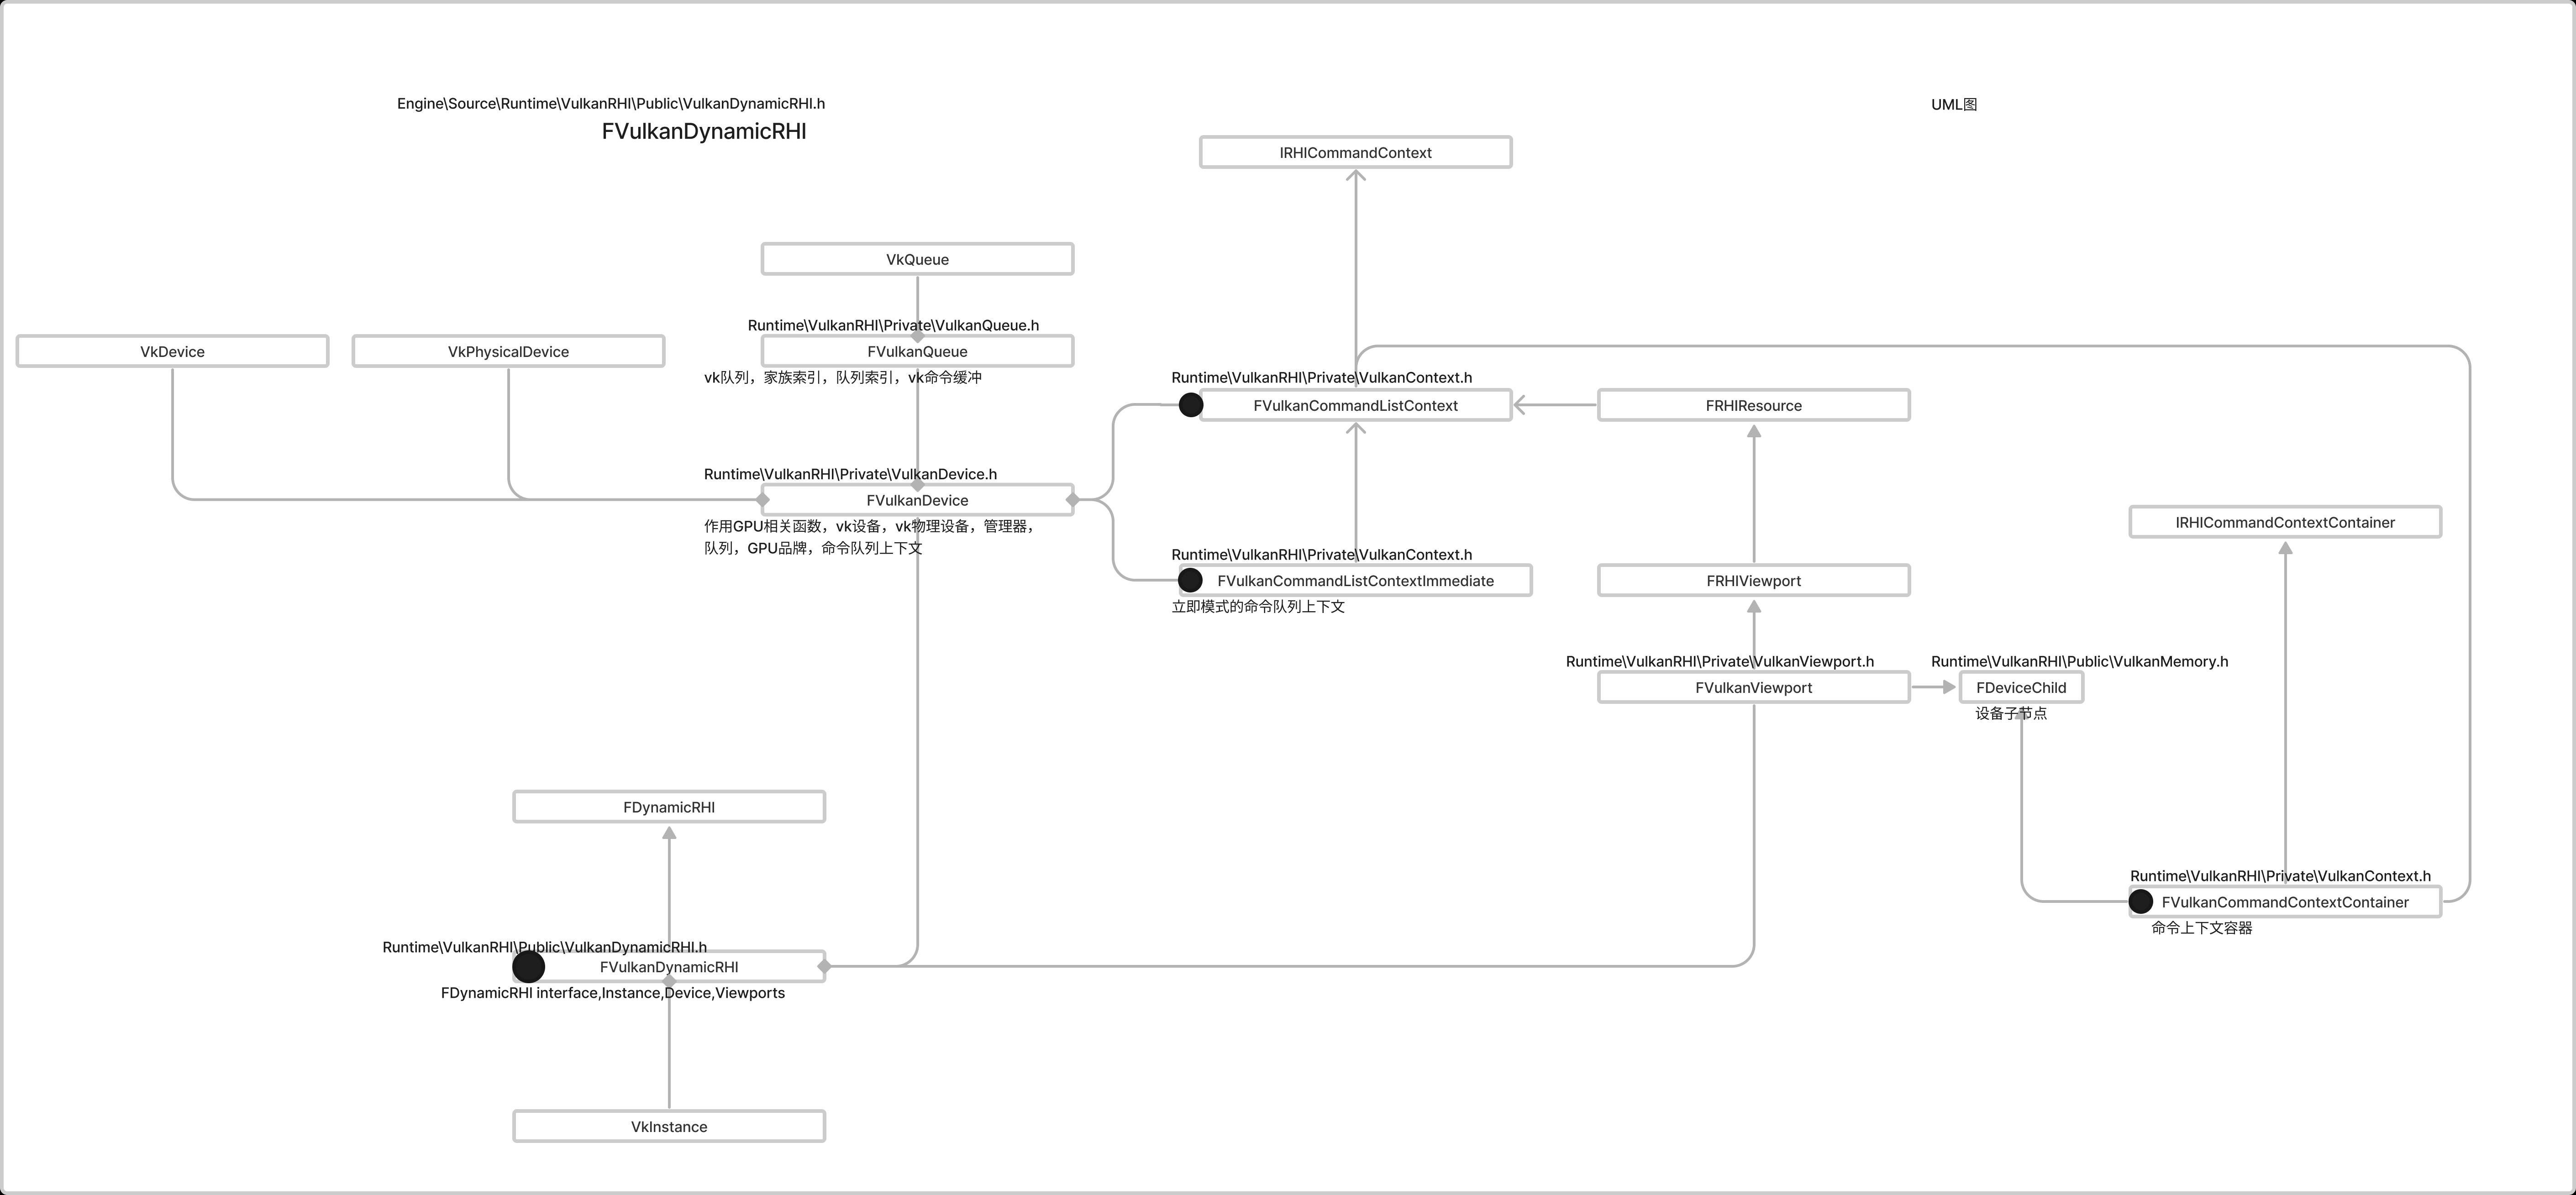 Engine\Source\Runtime\VulkanRHI\Public\VulkanDynamicRHI.h
FVulkanDynamicRHI
UML图
IRHICommandContext
VkQueue
Runtime\VulkanRHI\Private\VulkanQueue.h
VkDevice
VkPhysicalDevice
FVulkanQueue
vk队列，家族索引，队列索引，vk命令缓冲
Runtime\VulkanRHI\Private\VulkanContext.h
FVulkanCommandListContext
FRHIResource
Runtime\VulkanRHI\Private\VulkanDevice.h
FVulkanDevice
作用GPU相关函数，vk设备，vk物理设备，管理器，
队列，GPU品牌，命令队列上下文
IRHICommandContextContainer
Runtime\VulkanRHI\Private\VulkanContext.h
FVulkanCommandListContextImmediate
立即模式的命令队列上下文
FRHIViewport
Runtime\VulkanRHI\Private\VulkanViewport.h
FVulkanViewport
Runtime\VulkanRHI\Public\VulkanMemory.h
FDeviceChild
设备子节点
FDynamicRHI
Runtime\VulkanRHI\Private\VulkanContext.h
FVulkanCommandContextContainer
命令上下文容器
Runtime\VulkanRHI\Public\VulkanDynamicRHI.h
FVulkanDynamicRHI
FDynamicRHI interface,Instance,Device,Viewports
VkInstance